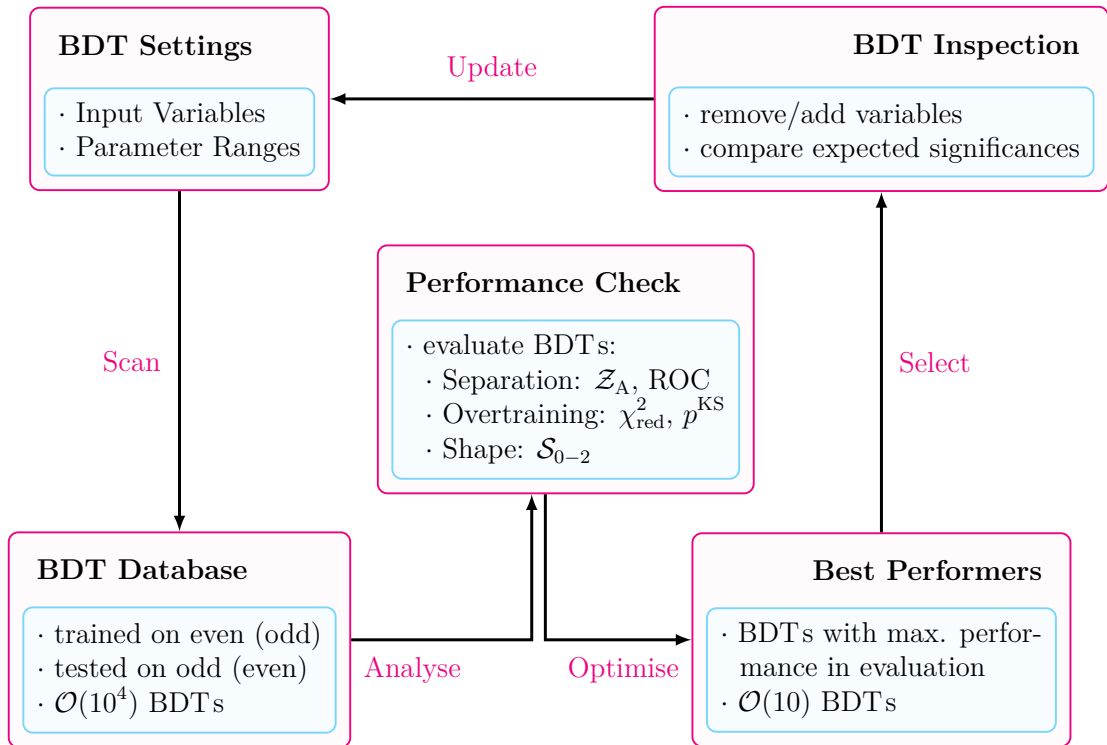 BDT Settings
· Input Variables
· Parameter Ranges
Update
BDT Inspection
· remove/add variables
· compare expected significances
Scan
Performance Check
· evaluate BDTs:
· Separation: 𝒵_A, ROC
· Overtraining: χ²_red, p^KS
· Shape: 𝒮_0−2
Select
BDT Database
· trained on even (odd)
· tested on odd (even)
· 𝒪(10⁴) BDTs
Analyse
Optimise
Best Performers
· BDTs with max. perfor-
mance in evaluation
· 𝒪(10) BDTs